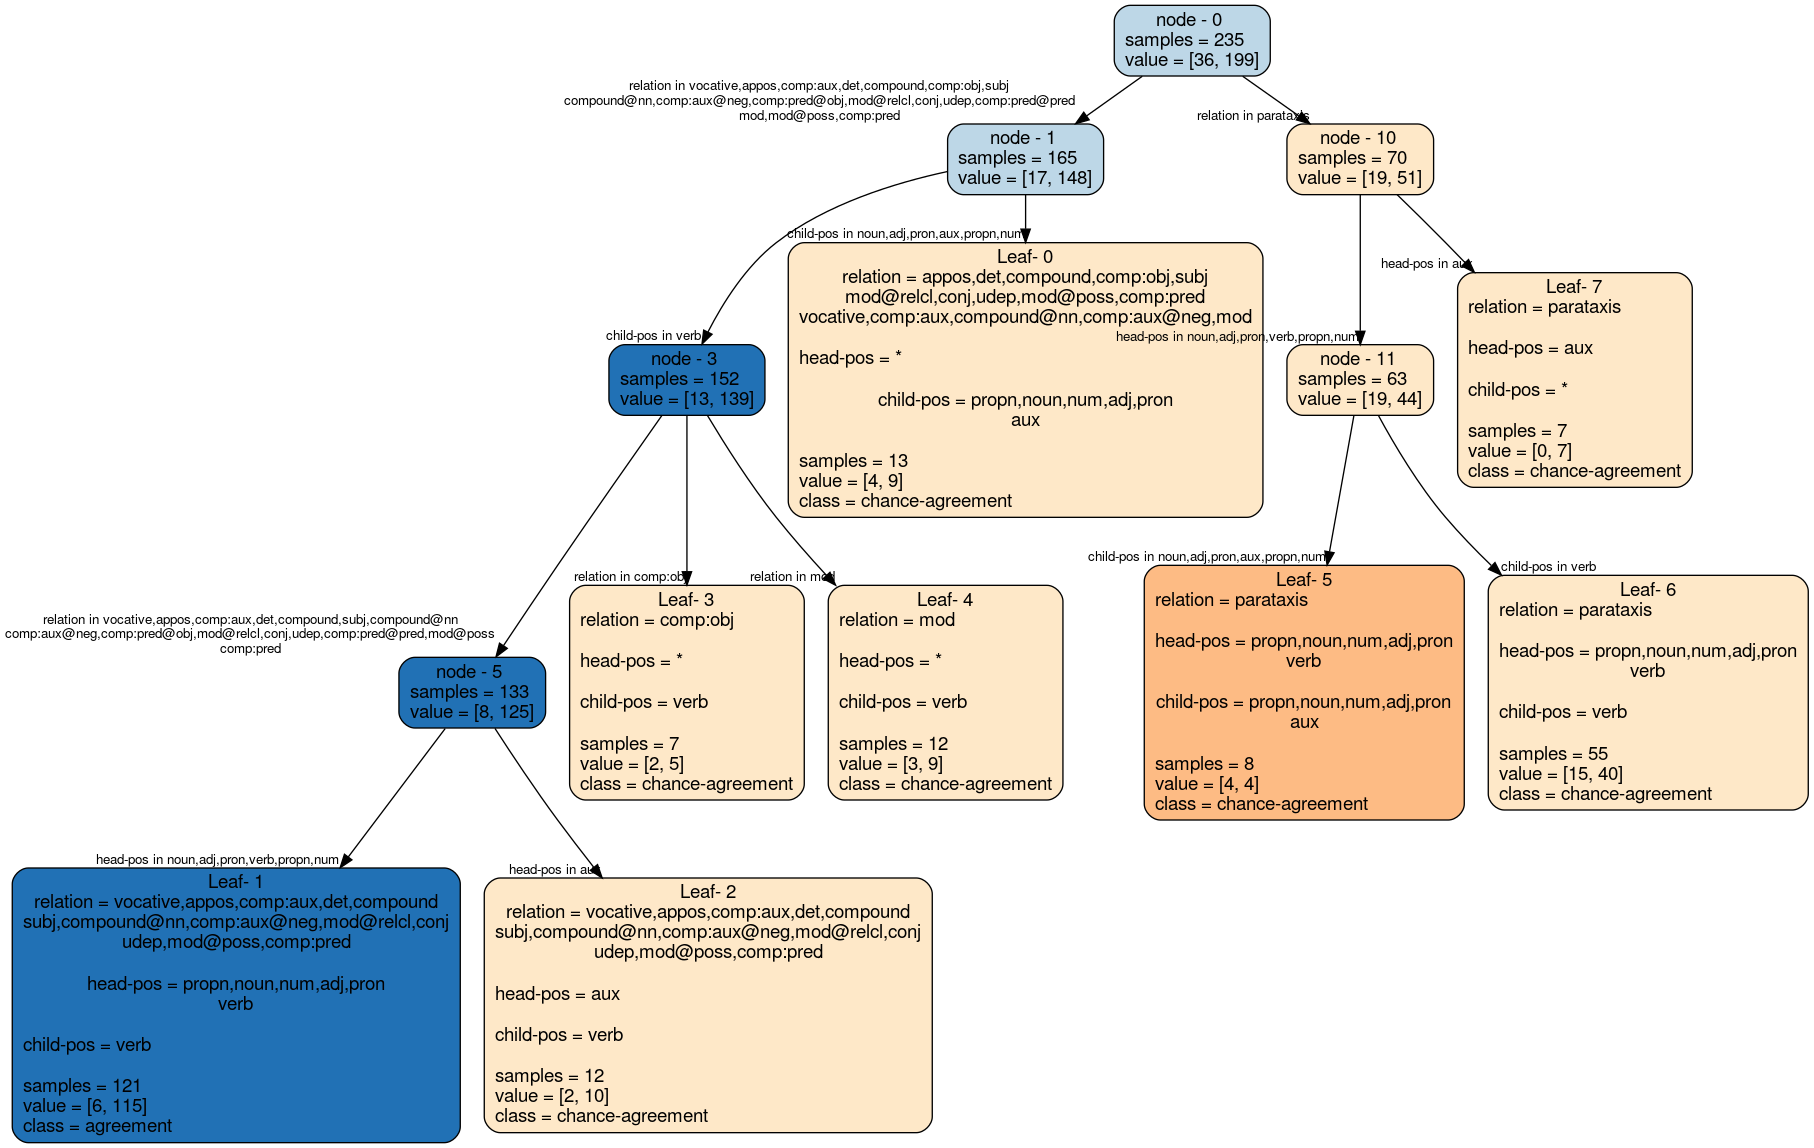 node - 0
samples = 235
value = [36, 199]
relation in vocative,appos,comp:aux,det,compound,comp:obj,subj
compound@nn,comp:aux@neg,comp:pred@obj,mod@relcl,conj,udep,comp:pred@pred
mod,mod@poss,comp:pred
relation in parataxis
node - 1
samples = 165
value = [17, 148]
node - 10
samples = 70
value = [19, 51]
child-pos in noun,adj,pron,aux,propn,num
Leaf- 0
relation = appos,det,compound,comp:obj,subj
mod@relcl,conj,udep,mod@poss,comp:pred
vocative,comp:aux,compound@nn,comp:aux@neg,mod
head-pos = *
child-pos = propn,noun,num,adj,pron
aux
samples = 13
value = [4, 9]
class = chance-agreement
head-pos in aux
Leaf- 7
relation = parataxis
head-pos = aux
child-pos = *
samples = 7
value = [0, 7]
class = chance-agreement
child-pos in verb
node - 3
samples = 152
value = [13, 139]
head-pos in noun,adj,pron,verb,propn,num
node - 11
samples = 63
value = [19, 44]
relation in comp:obj
Leaf- 3
relation = comp:obj
head-pos = *
child-pos = verb
samples = 7
value = [2, 5]
class = chance-agreement
relation in mod
Leaf- 4
relation = mod
head-pos = *
child-pos = verb
samples = 12
value = [3, 9]
class = chance-agreement
child-pos in noun,adj,pron,aux,propn,num
Leaf- 5
relation = parataxis
head-pos = propn,noun,num,adj,pron
verb
child-pos = propn,noun,num,adj,pron
aux
samples = 8
value = [4, 4]
class = chance-agreement
child-pos in verb
Leaf- 6
relation = parataxis
head-pos = propn,noun,num,adj,pron
verb
child-pos = verb
samples = 55
value = [15, 40]
class = chance-agreement
relation in vocative,appos,comp:aux,det,compound,subj,compound@nn
comp:aux@neg,comp:pred@obj,mod@relcl,conj,udep,comp:pred@pred,mod@poss
comp:pred
node - 5
samples = 133
value = [8, 125]
head-pos in noun,adj,pron,verb,propn,num
Leaf- 1
relation = vocative,appos,comp:aux,det,compound
subj,compound@nn,comp:aux@neg,mod@relcl,conj
udep,mod@poss,comp:pred
head-pos = propn,noun,num,adj,pron
verb
child-pos = verb
samples = 121
value = [6, 115]
class = agreement
head-pos in aux
Leaf- 2
relation = vocative,appos,comp:aux,det,compound
subj,compound@nn,comp:aux@neg,mod@relcl,conj
udep,mod@poss,comp:pred
head-pos = aux
child-pos = verb
samples = 12
value = [2, 10]
class = chance-agreement